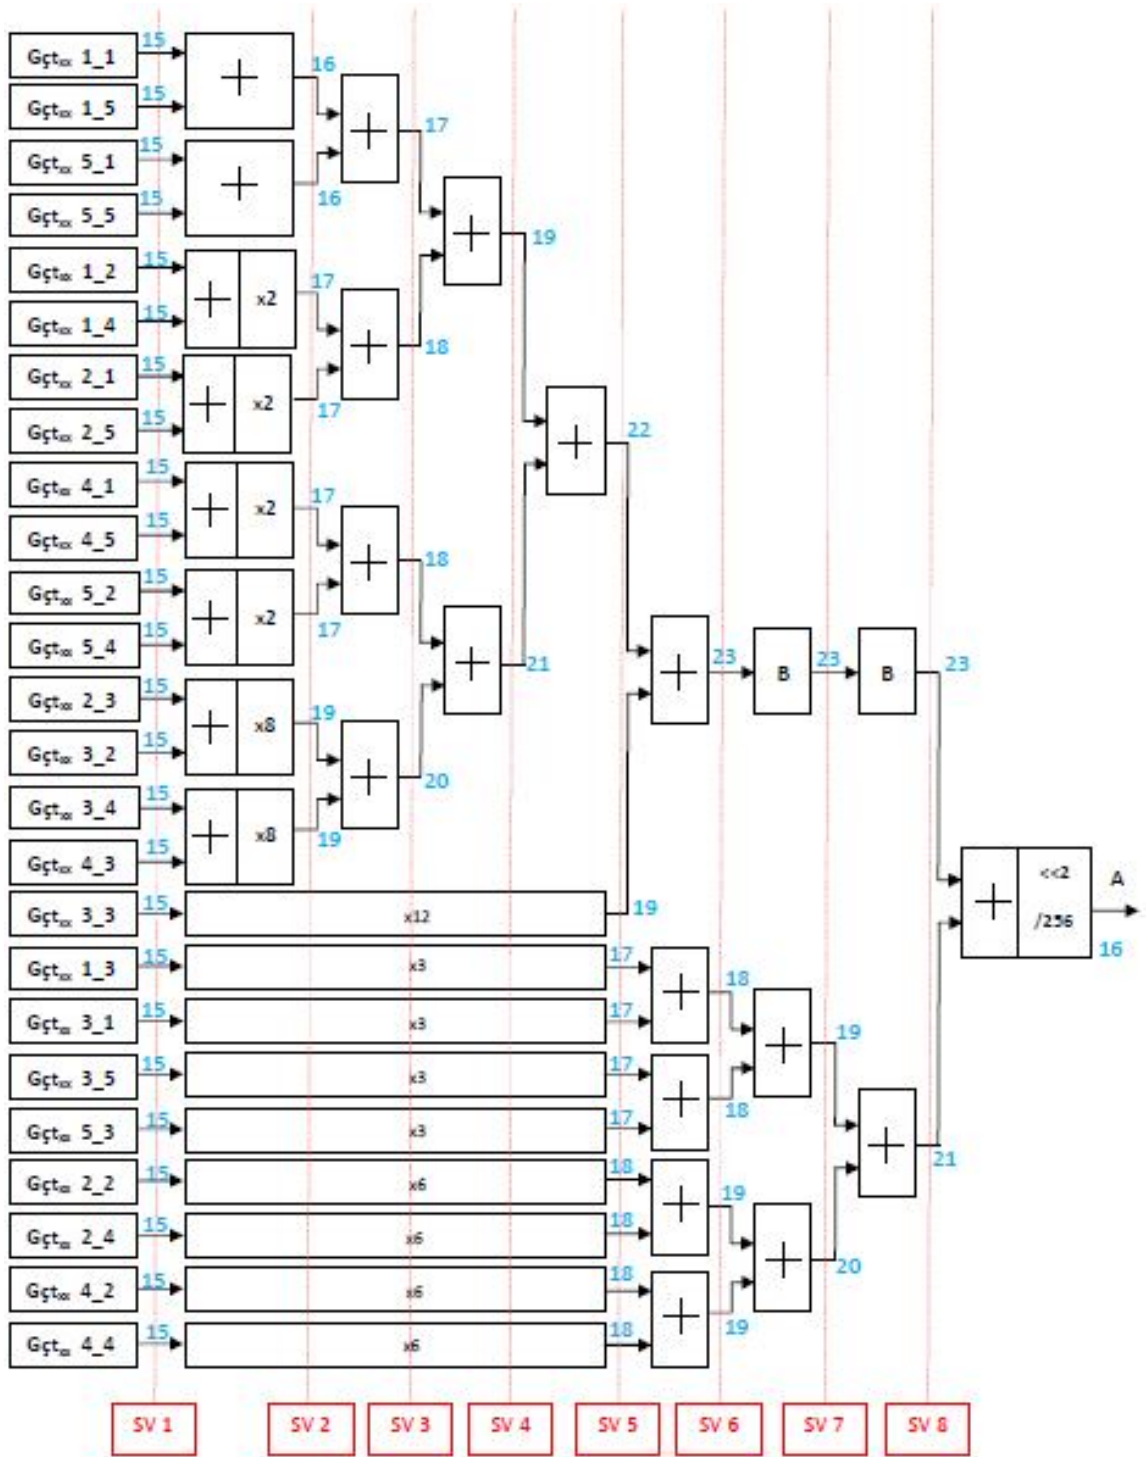 Gçtₓₓ 1_1 15
Gçtₓₓ 1_5 15
+ 16
Gçtₓₓ 5_1 15
Gçtₓₓ 5_5 15
+ 16
+ 17
Gçtₓₓ 1_2 15
Gçtₓₓ 1_4 15
+ x2 17
Gçtₓₓ 2_1 15
Gçtₓₓ 2_5 15
+ x2 17
+ 18
+ 19
Gçtₓₓ 4_1 15
Gçtₓₓ 4_5 15
+ x2 17
Gçtₓₓ 5_2 15
Gçtₓₓ 5_4 15
+ x2 17
+ 18
Gçtₓₓ 2_3 15
Gçtₓₓ 3_2 15
+ x8 19
Gçtₓₓ 3_4 15
Gçtₓₓ 4_3 15
+ x8 19
+ 20
+ 21
+ 22
Gçtₓₓ 3_3 15 x12 19
+ 23 B 23 B 23
Gçtₓₓ 1_3 15 x3 17
Gçtₓₓ 3_1 15 x3 17
+ 18
Gçtₓₓ 3_5 15 x3 17
Gçtₓₓ 5_3 15 x3 17
+ 18
+ 19
Gçtₓₓ 2_2 15 x6 18
Gçtₓₓ 2_4 15 x6 18
+ 19
Gçtₓₓ 4_2 15 x6 18
Gçtₓₓ 4_4 15 x6 18
+ 19
+ 20
+ 21
+ <<2
/256
A
16
SV 1 SV 2 SV 3 SV 4 SV 5 SV 6 SV 7 SV 8